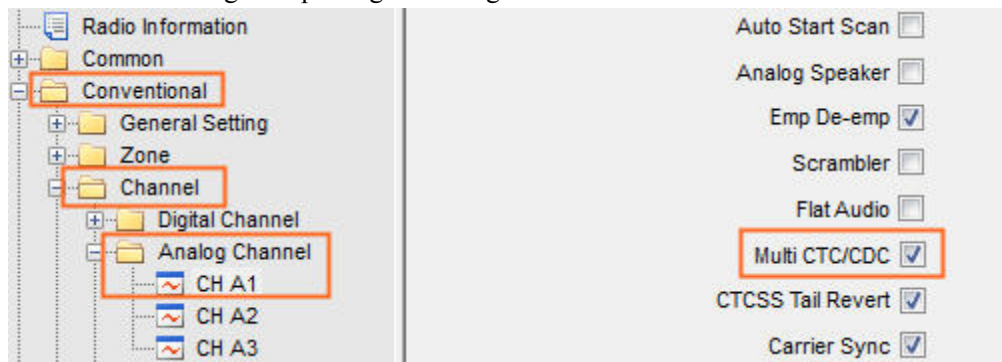 Radio Information
Common
Conventional
General Setting
Zone
Channel
Digital Channel
Analog Channel
CH A1
CH A2
CH A3
Auto Start Scan
Analog Speaker
Emp De-emp
Scrambler
Flat Audio
Multi CTC/CDC
CTCSS Tail Revert
Carrier Sync